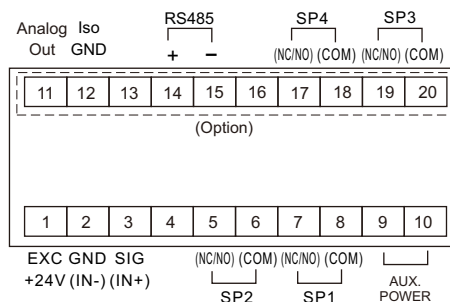 RS485 SP4 SP3
Analog Iso
Out GND + − (NC/NO) (COM) (NC/NO) (COM)
11 12 13 14 15 16 17 18 19 20
(Option)
1 2 3 4 5 6 7 8 9 10
EXC GND SIG (NC/NO) (COM) (NC/NO) (COM)
+24V (IN-) (IN+)
SP2 SP1 AUX.
POWER